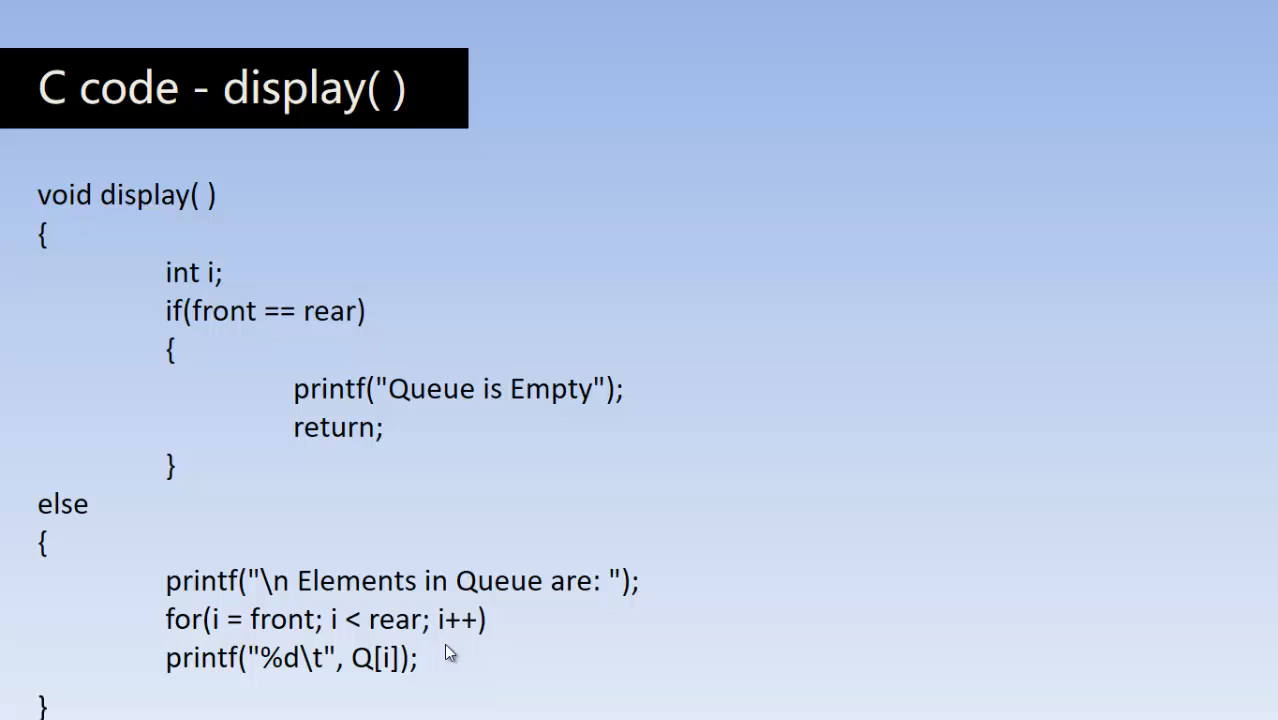 C code - display( )
void display( )
{
int i;
if(front == rear)
{
printf("Queue is Empty");
return;
}
else
{
printf("\n Elements in Queue are: ");
for(i = front; i < rear; i++)
printf("%d\t", Q[i]);
}